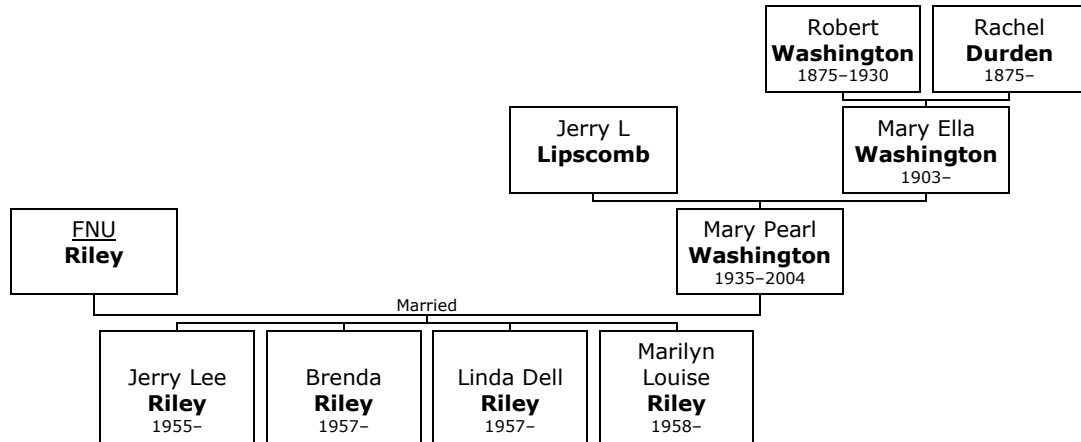 Robert
Washington
1875–1930
Rachel
Durden
1875–
Jerry L
Lipscomb
Mary Ella
Washington
1903–
FNU
Riley
Mary Pearl
Washington
1935–2004
Married
Jerry Lee
Riley
1955–
Brenda
Riley
1957–
Linda Dell
Riley
1957–
Marilyn
Louise
Riley
1958–